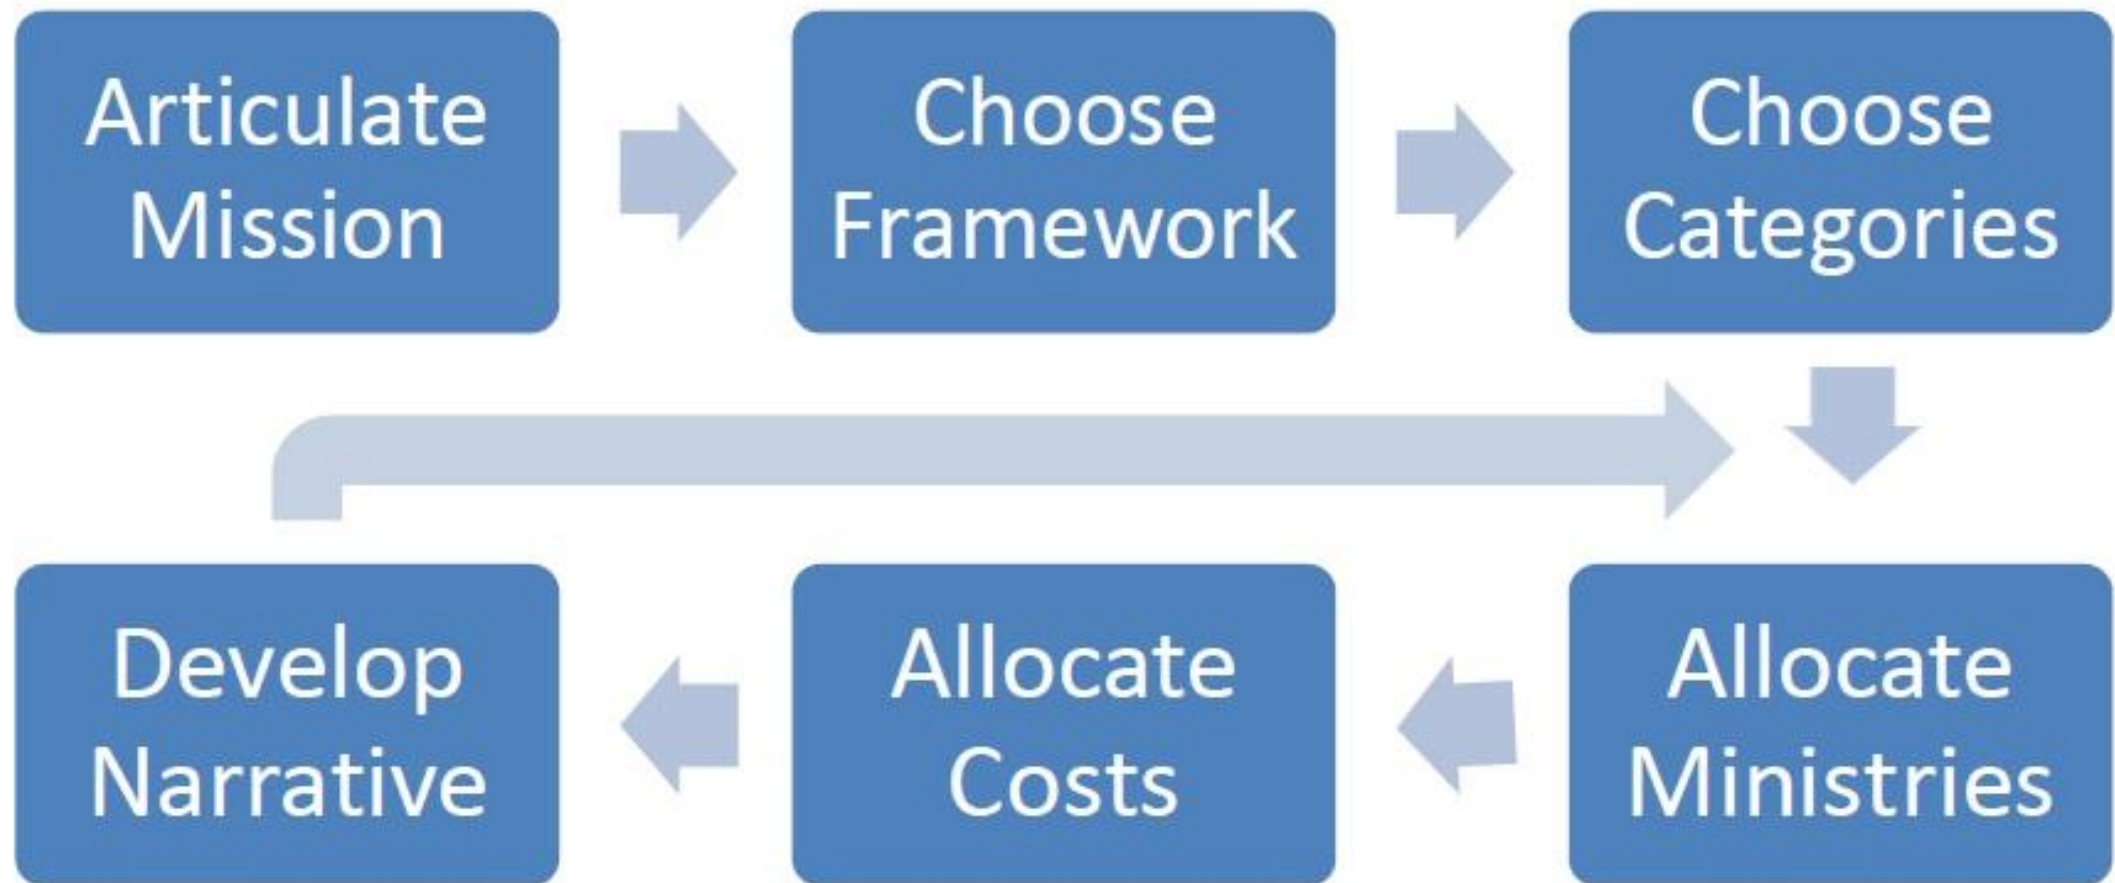 Articulate
Mission
Choose
Framework
Choose
Categories
Allocate
Ministries
Allocate
Costs
Develop
Narrative